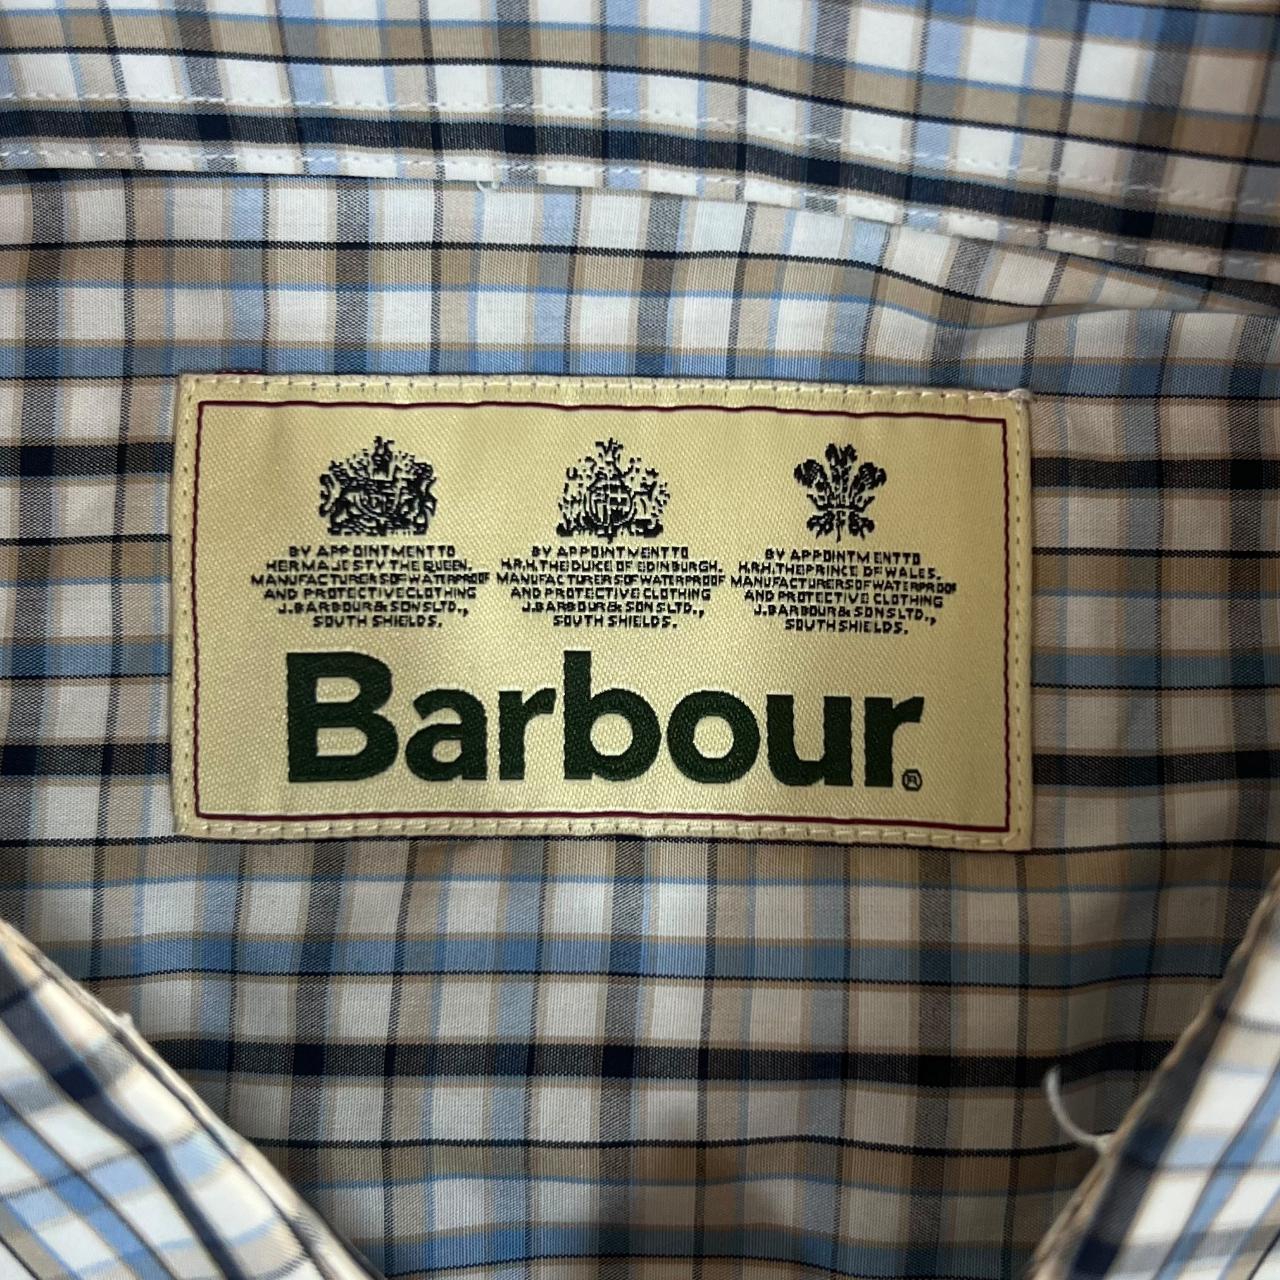 BY APPOINTMENT TO
HER MAJESTY THE QUEEN.
MANUFACTURERS OF WATERPROOF
AND PROTECTIVE CLOTHING
J. BARBOUR & SONS LTD.,
SOUTH SHIELDS.
BY APPOINTMENT TO
H.R.H. THE DUKE OF EDINBURGH.
MANUFACTURERS OF WATERPROOF
AND PROTECTIVE CLOTHING
J. BARBOUR & SONS LTD.,
SOUTH SHIELDS.
BY APPOINTMENT TO
H.R.H. THE PRINCE OF WALES.
MANUFACTURERS OF WATERPROOF
AND PROTECTIVE CLOTHING
J. BARBOUR & SONS LTD.,
SOUTH SHIELDS.
Barbour®